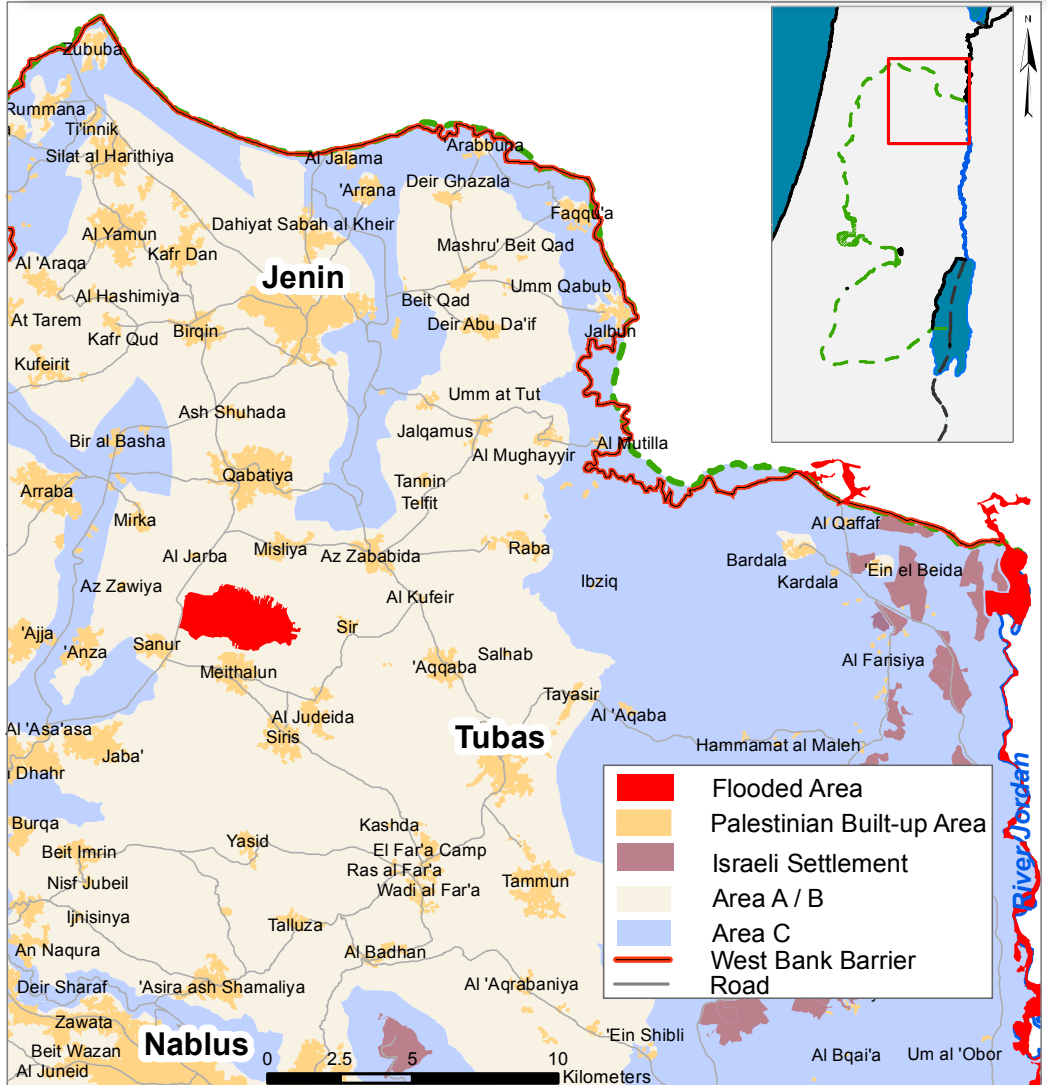 N
Zububa
Rummana
Ti'innik
Silat al Harithiya
Al Jalama
'Arabbuna
'Arrana
Deir Ghazala
Faqqu'a
Dahiyat Sabah al Kheir
Al Yamun
Kafr Dan
Mashru' Beit Qad
Al 'Araqa
Jenin
Umm Qabub
Al Hashimiya
Beit Qad
At Tarem
Kafr Qud
Birqin
Deir Abu Da'if
Jalbun
Kufeirit
Umm at Tut
Ash Shuhada
Bir al Basha
Jalqamus
Al Mughayyir
Al Mutilla
Qabatiya
Tannin
Arraba
Telfit
Mirka
Al Qaffaf
Al Jarba
Misliya
Az Zababida
Raba
Bardala
'Ein el Beida
Kardala
Az Zawiya
Ibziq
Al Kufeir
'Ajja
'Anza
Sanur
Sir
Meithalun
'Aqqaba
Salhab
Al Farisiya
Tayasir
Al Judeida
Al 'Aqaba
Al 'Asa'asa
Siris
Tubas
Hammamat al Maleh
Jaba'
Dhahr
Burqa
Kashda
Beit Imrin
Yasid
El Far'a Camp
Ras al Far'a
Nisf Jubeil
Wadi al Far'a
Tammun
Ijnisinya
Talluza
An Naqura
Al Badhan
Deir Sharaf
'Asira ash Shamaliya
Al 'Aqrabaniya
Zawata
Nablus
'Ein Shibli
Beit Wazan
Al Juneid
Al Bqai'a
Um al 'Obor
River Jordan
Flooded Area
Palestinian Built-up Area
Israeli Settlement
Area A / B
Area C
West Bank Barrier
Road
0 2.5 5 10
Kilometers